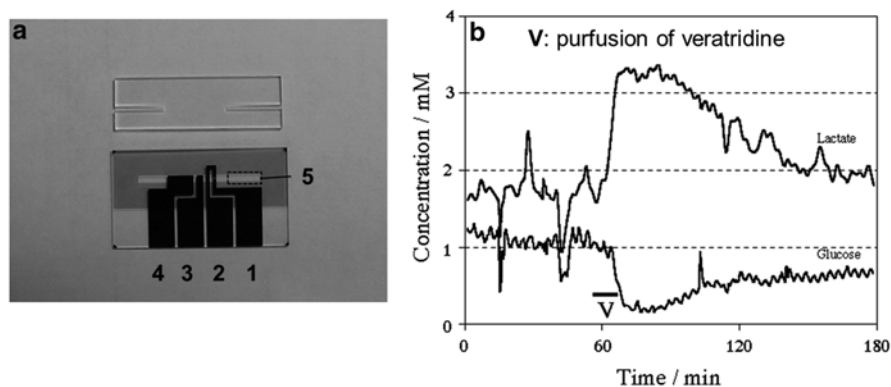 a
5
4 3 2 1
b
V: purfusion of veratridine
Concentration / mM
4
3
2
1
0
Lactate
Glucose
V
0 60 120 180
Time / min